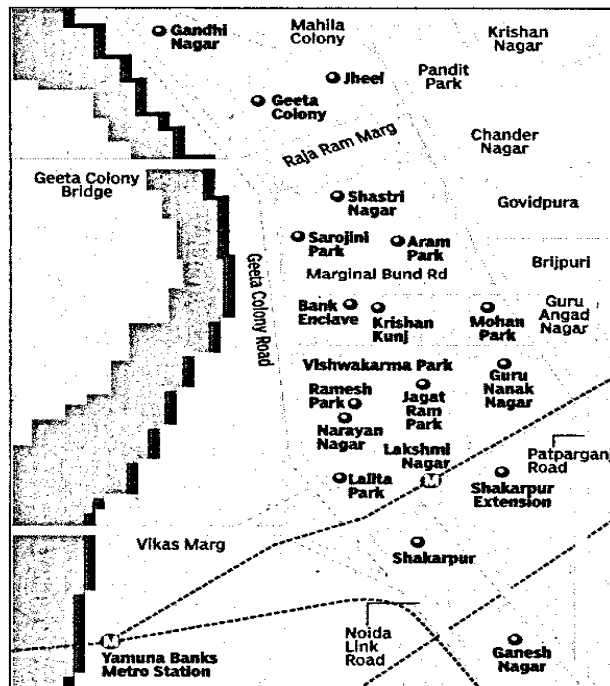 Gandhi
Nagar
Mahila
Colony
Krishan
Nagar
Jheel
Pandit
Park
Geeta
Colony
Raja Ram Marg
Chander
Nagar
Geeta Colony
Bridge
Shastri
Nagar
Govidpura
Sarojini
Park
Aram
Park
Geeta Colony Road
Marginal Bund Rd
Brijpuri
Bank
Enclave
Krishan
Kunj
Mohan
Park
Guru
Angad
Nagar
Vishwakarma Park
Guru
Nanak
Nagar
Ramesh
Park
Jagat
Ram
Park
Narayan
Nagar
Lakshmi
Nagar
Patparganj
Road
Lalita
Park
M
Shakarpur
Extension
Vikas Marg
Shakarpur
M
Yamuna Banks
Metro Station
Noida
Link
Road
Ganesh
Nagar